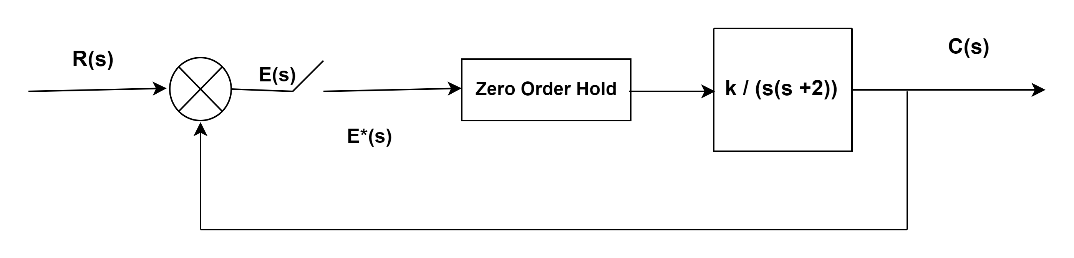 R(s)
E(s)
E*(s)
Zero Order Hold
k / (s(s +2))
C(s)